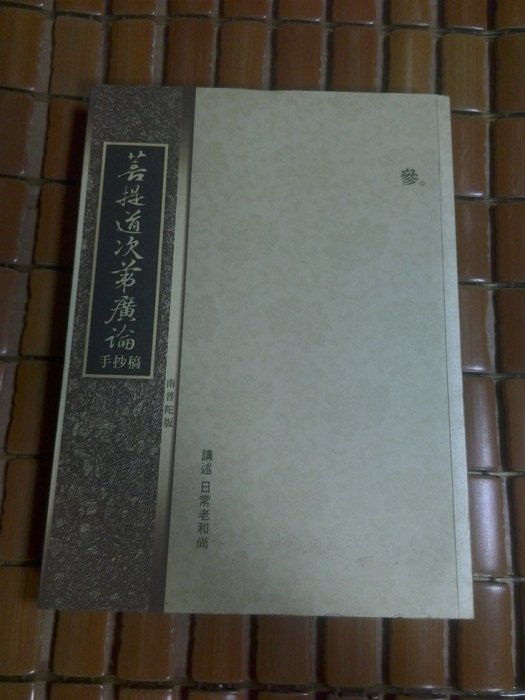 菩提道次第廣論
手抄稿
南普陀版
參。
講述 日常老和尚